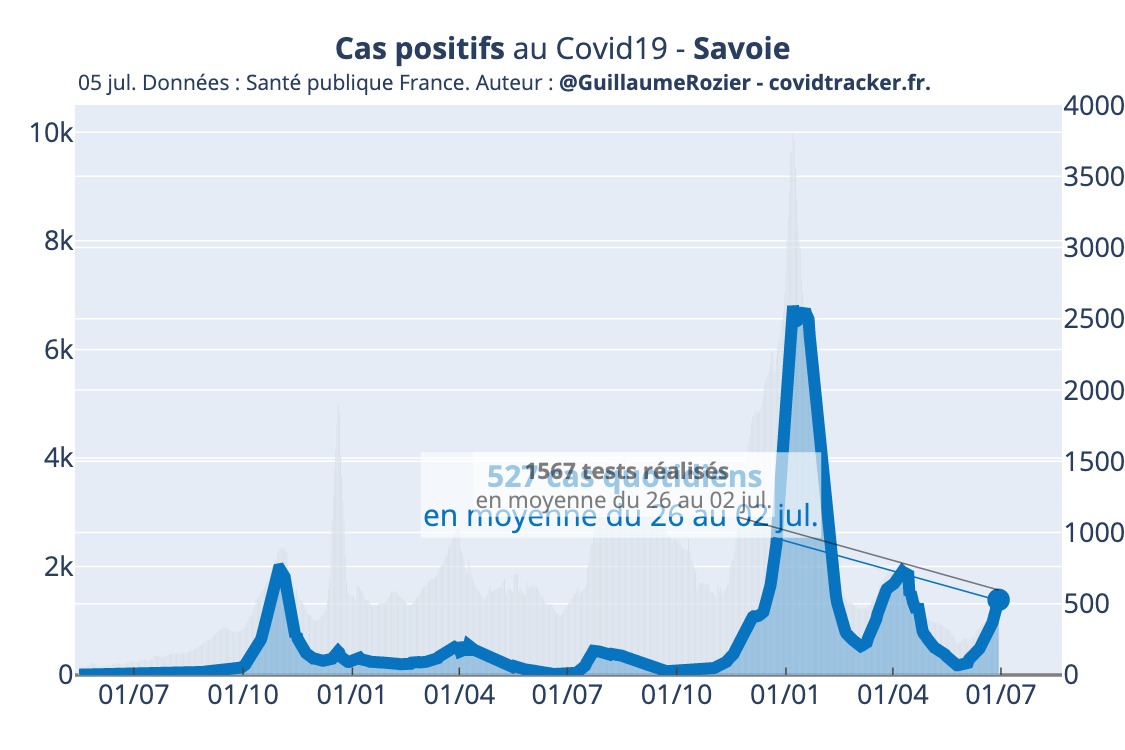 Cas positifs au Covid19 - Savoie
05 jul. Données : Santé publique France. Auteur : @GuillaumeRozier - covidtracker.fr.
4000
10k
3500
8k
3000
2500
6k
2000
4k
1500
1567 tests réalisés
527 cas quotidiens
en moyenne du 26 au 02 jul.
en moyenne du 26 au 02 jul.
1000
2k
500
0
0
01/07
01/10
01/01
01/04
01/07
01/10
01/01
01/04
01/07